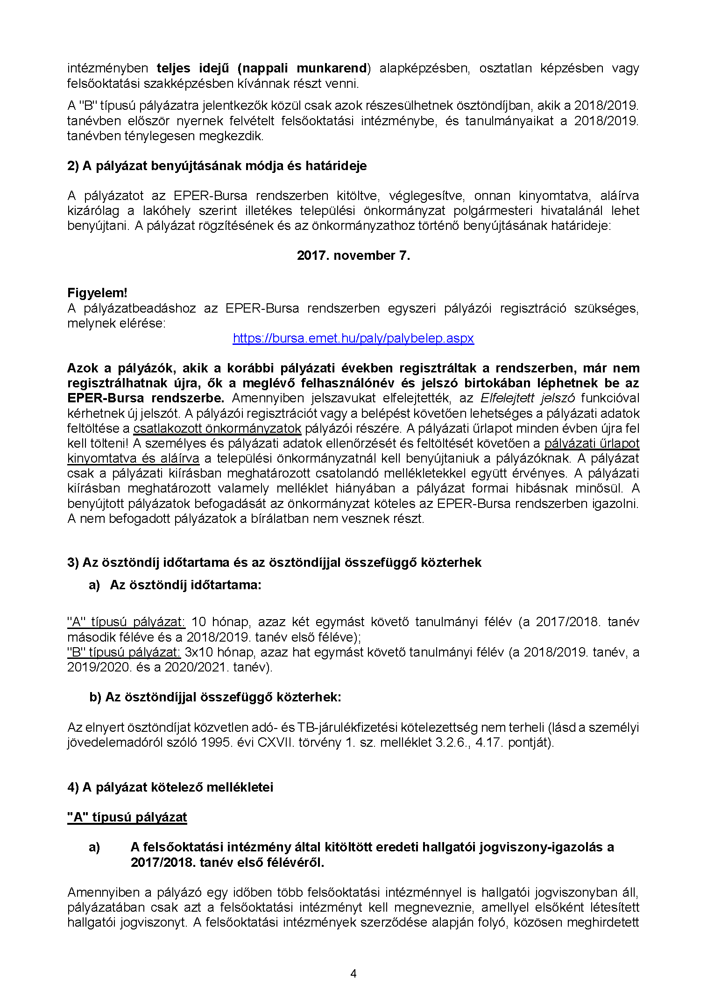 intézményben teljes idejű (nappali munkarend) alapképzésben, osztatlan képzésben vagy
felsőoktatási szakképzésben kívánnak részt venni.
A "B" típusú pályázatra jelentkezők közül csak azok részesülhetnek ösztöndíjban, akik a 2018/2019.
tanévben először nyernek felvételt felsőoktatási intézménybe, és tanulmányaikat a 2018/2019.
tanévben ténylegesen megkezdik.
2) A pályázat benyújtásának módja és határideje
A pályázatot az EPER-Bursa rendszerben kitöltve, véglegesítve, onnan kinyomtatva, aláírva
kizárólag a lakóhely szerint illetékes települési önkormányzat polgármesteri hivatalánál lehet
benyújtani. A pályázat rögzítésének és az önkormányzathoz történő benyújtásának határideje:
2017. november 7.
Figyelem!
A pályázatbeadáshoz az EPER-Bursa rendszerben egyszeri pályázói regisztráció szükséges,
melynek elérése:
https://bursa.emet.hu/paly/palybelep.aspx
Azok a pályázók, akik a korábbi pályázati években regisztráltak a rendszerben, már nem
regisztrálhatnak újra, ők a meglévő felhasználónév és jelszó birtokában léphetnek be az
EPER-Bursa rendszerbe. Amennyiben jelszavukat elfelejtették, az Elfelejtett jelszó funkcióval
kérhetnek új jelszót. A pályázói regisztrációt vagy a belépést követően lehetséges a pályázati adatok
feltöltése a csatlakozott önkormányzatok pályázói részére. A pályázati űrlapot minden évben újra fel
kell tölteni! A személyes és pályázati adatok ellenőrzését és feltöltését követően a pályázati űrlapot
kinyomtatva és aláírva a települési önkormányzatnál kell benyújtaniuk a pályázóknak. A pályázat
csak a pályázati kiírásban meghatározott csatolandó mellékletekkel együtt érvényes. A pályázati
kiírásban meghatározott valamely melléklet hiányában a pályázat formai hibásnak minősül. A
benyújtott pályázatok befogadását az önkormányzat köteles az EPER-Bursa rendszerben igazolni.
A nem befogadott pályázatok a bírálatban nem vesznek részt.
3) Az ösztöndíj időtartama és az ösztöndíjjal összefüggő közterhek
a) Az ösztöndíj időtartama:
"A" típusú pályázat: 10 hónap, azaz két egymást követő tanulmányi félév (a 2017/2018. tanév
második féléve és a 2018/2019. tanév első féléve);
"B" típusú pályázat: 3x10 hónap, azaz hat egymást követő tanulmányi félév (a 2018/2019. tanév, a
2019/2020. és a 2020/2021. tanév).
b) Az ösztöndíjjal összefüggő közterhek:
Az elnyert ösztöndíjat közvetlen adó- és TB-járulékfizetési kötelezettség nem terheli (lásd a személyi
jövedelemadóról szóló 1995. évi CXVII. törvény 1. sz. melléklet 3.2.6., 4.17. pontját).
4) A pályázat kötelező mellékletei
"A" típusú pályázat
a) A felsőoktatási intézmény által kitöltött eredeti hallgatói jogviszony-igazolás a
2017/2018. tanév első félévéről.
Amennyiben a pályázó egy időben több felsőoktatási intézménnyel is hallgatói jogviszonyban áll,
pályázatában csak azt a felsőoktatási intézményt kell megneveznie, amellyel elsőként létesített
hallgatói jogviszonyt. A felsőoktatási intézmények szerződése alapján folyó, közösen meghirdetett
4